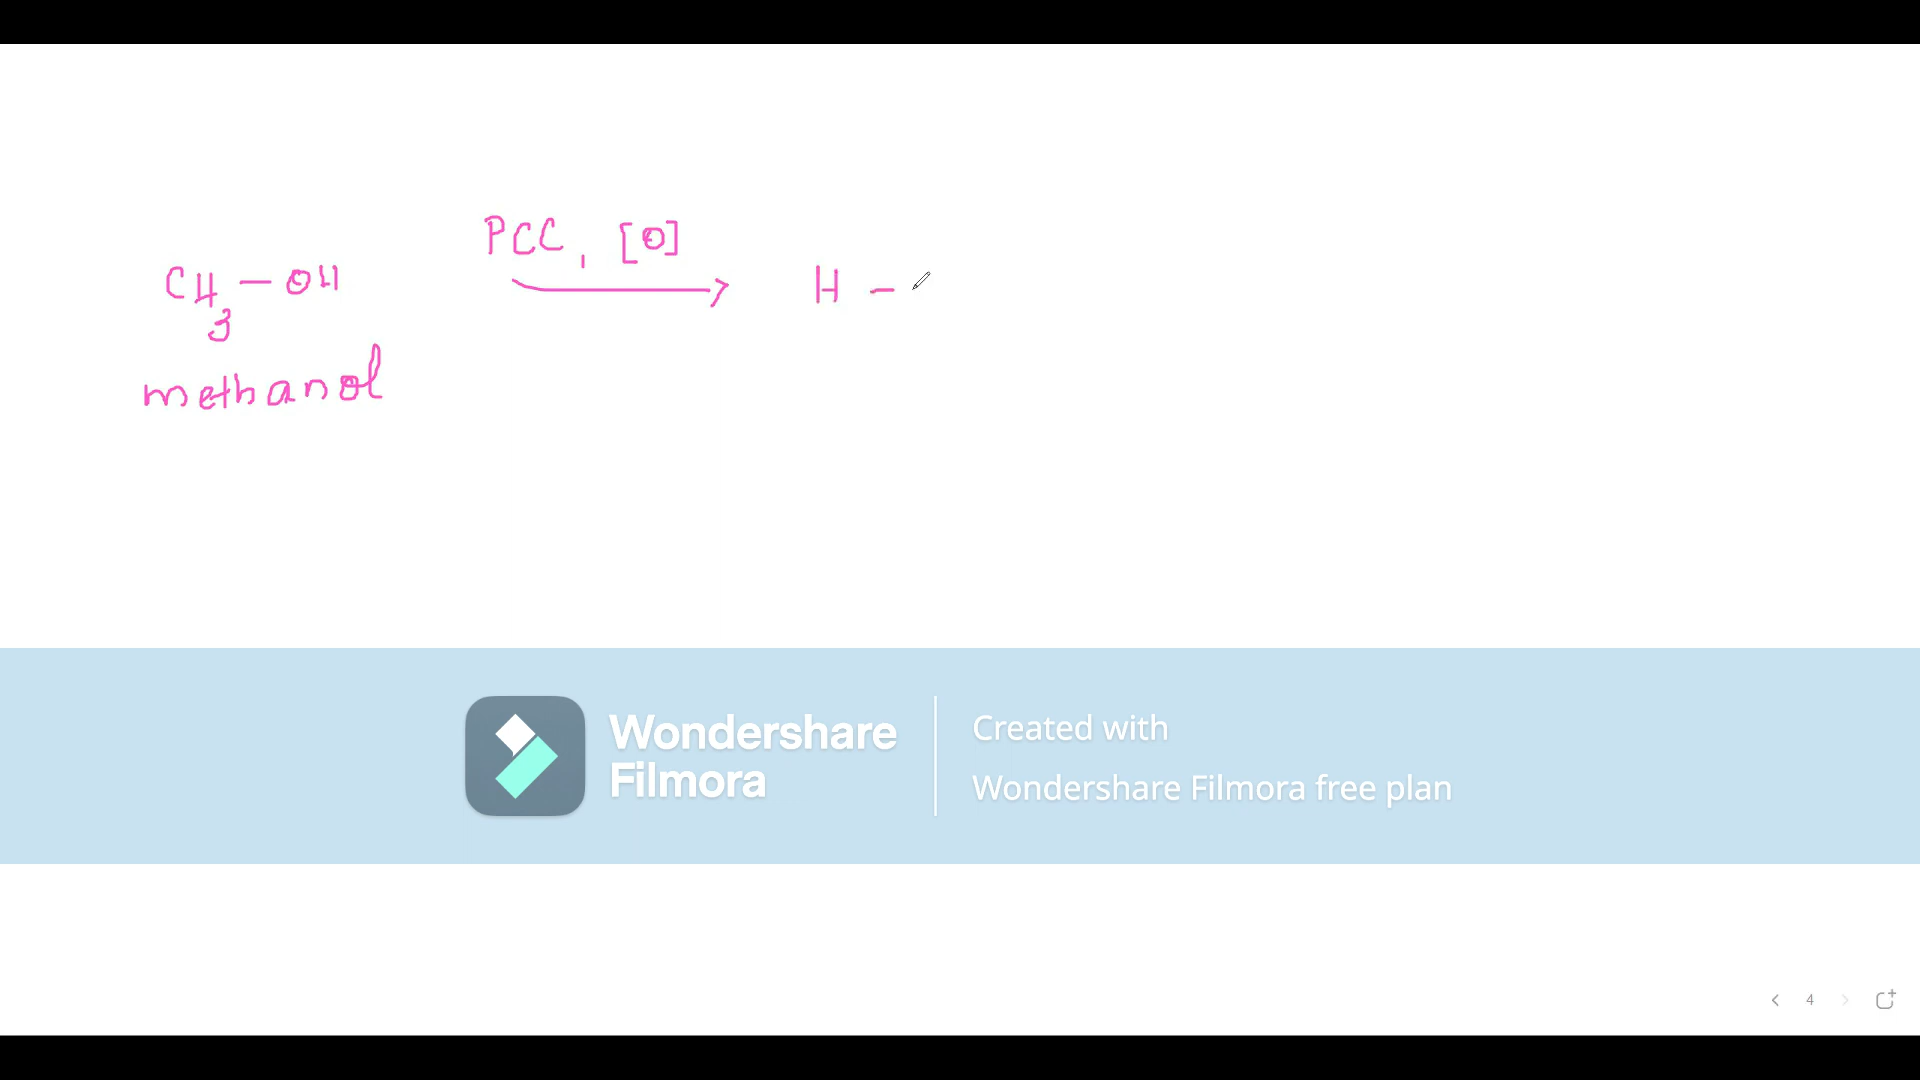 PCC, [O]
CH3 - OH
H -
methanol
Wondershare
Filmora
Created with
Wondershare Filmora free plan
4